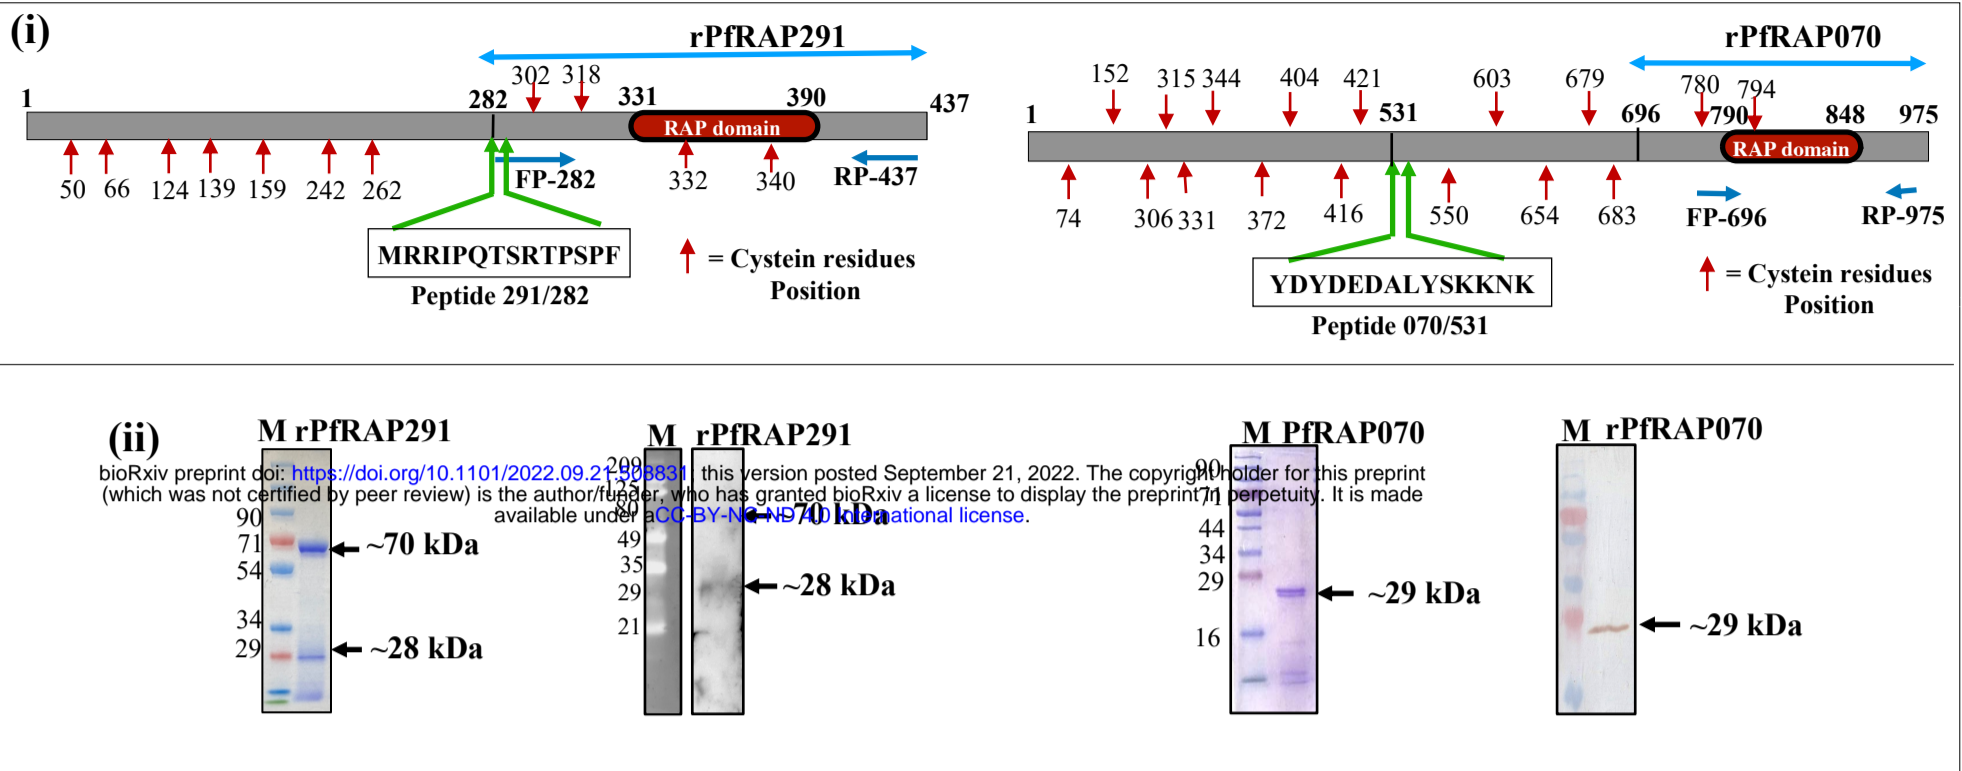 (i)
rPfRAP291
302 318
1 282 331 390 437
RAP domain
50 66 124 139 159 242 262 332 340
FP-282 RP-437
MRRIPQTSRTPSPF
Peptide 291/282
= Cystein residues
Position
rPfRAP070
152 315 344 404 421 603 679 780 794
1 531 696 790 848 975
RAP domain
74 306 331 372 416 550 654 683
FP-696 RP-975
YDYDEDALYSKKNK
Peptide 070/531
= Cystein residues
Position
(ii)
M rPfRAP291
90
71
54
34
29
~70 kDa
~28 kDa
M rPfRAP291
209
125
80
49
35
29
21
~70 kDa
~28 kDa
M PfRAP070
90
71
44
34
29
16
~29 kDa
M rPfRAP070
~29 kDa
bioRxiv preprint doi: https://doi.org/10.1101/2022.09.21.508831; this version posted September 21, 2022. The copyright holder for this preprint
(which was not certified by peer review) is the author/funder, who has granted bioRxiv a license to display the preprint in perpetuity. It is made
available under aCC-BY-NC-ND 4.0 International license.